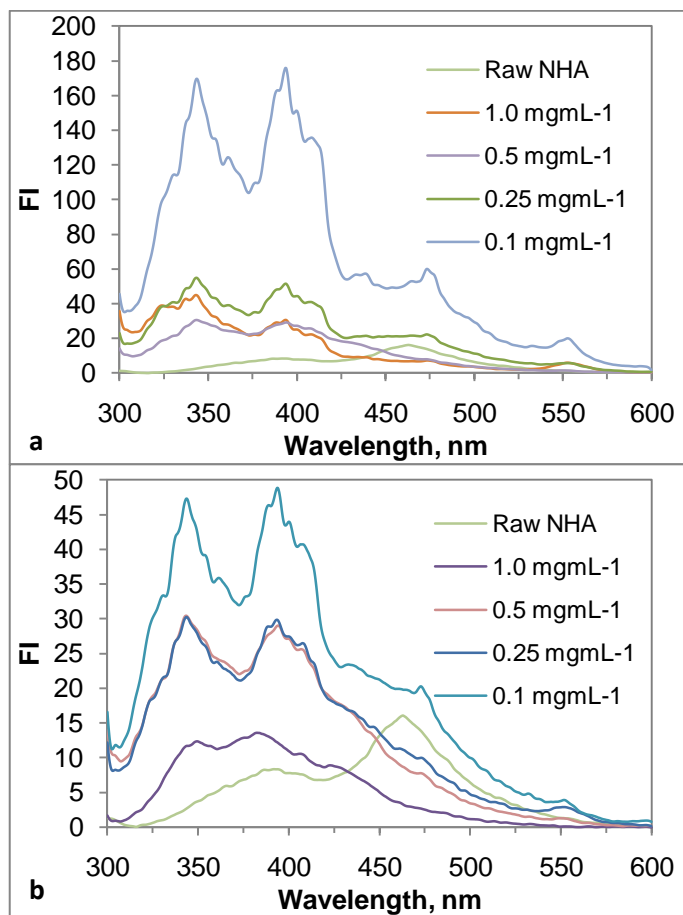 200
180
160
140
120
100
80
60
40
20
0
FI
Raw NHA
1.0 mgmL-1
0.5 mgmL-1
0.25 mgmL-1
0.1 mgmL-1
300 350 400 450 500 550 600
Wavelength, nm
a
50
45
40
35
30
25
20
15
10
5
0
FI
Raw NHA
1.0 mgmL-1
0.5 mgmL-1
0.25 mgmL-1
0.1 mgmL-1
300 350 400 450 500 550 600
Wavelength, nm
b